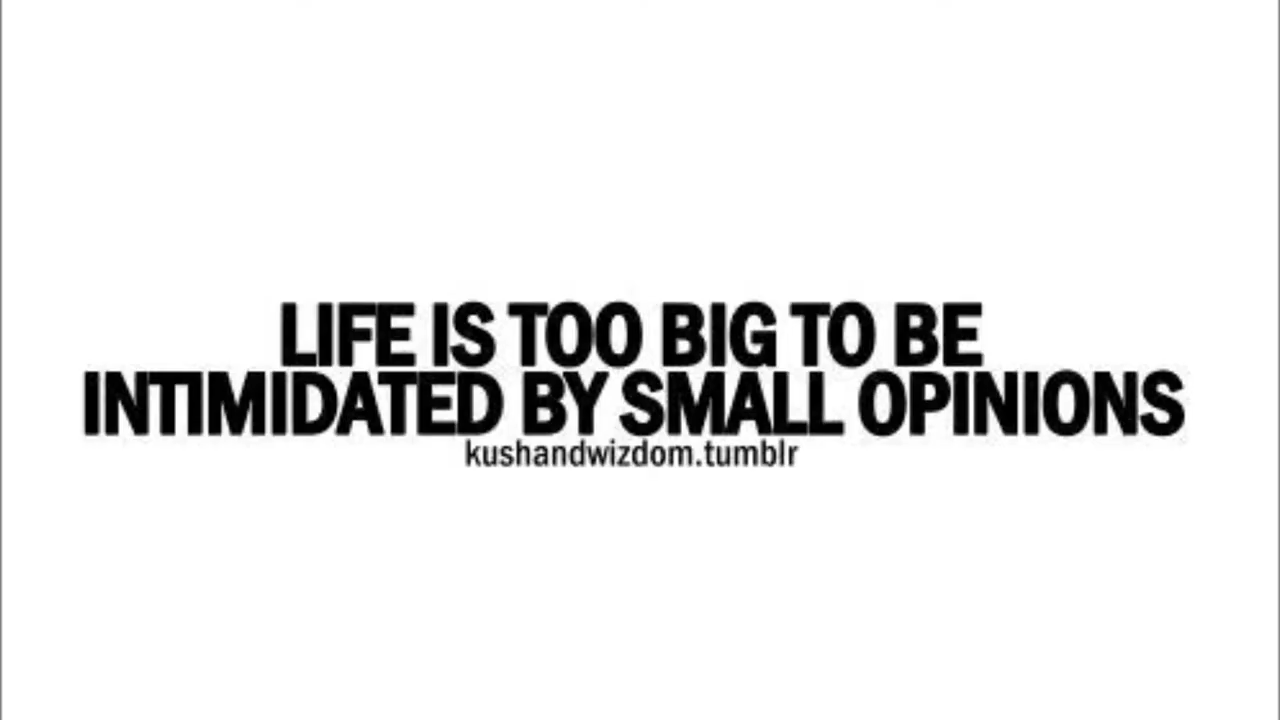 LIFE IS TOO BIG TO BE
INTIMIDATED BY SMALL OPINIONS
kushandwizdom.tumblr